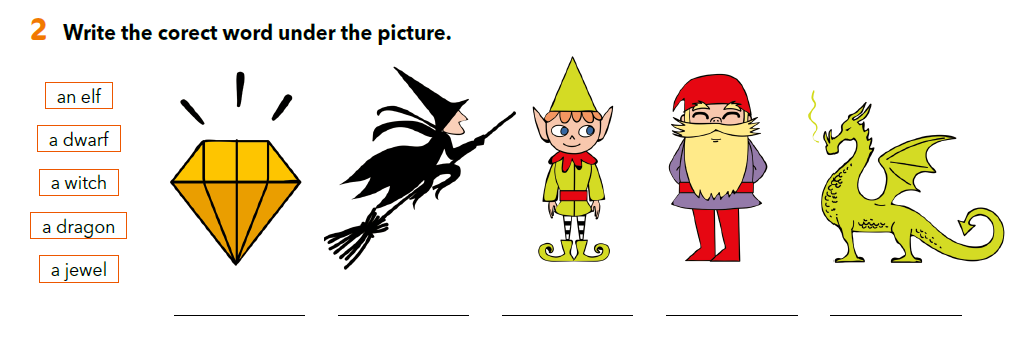 2 Write the corect word under the picture.
an elf
a dwarf
a witch
a dragon
a jewel